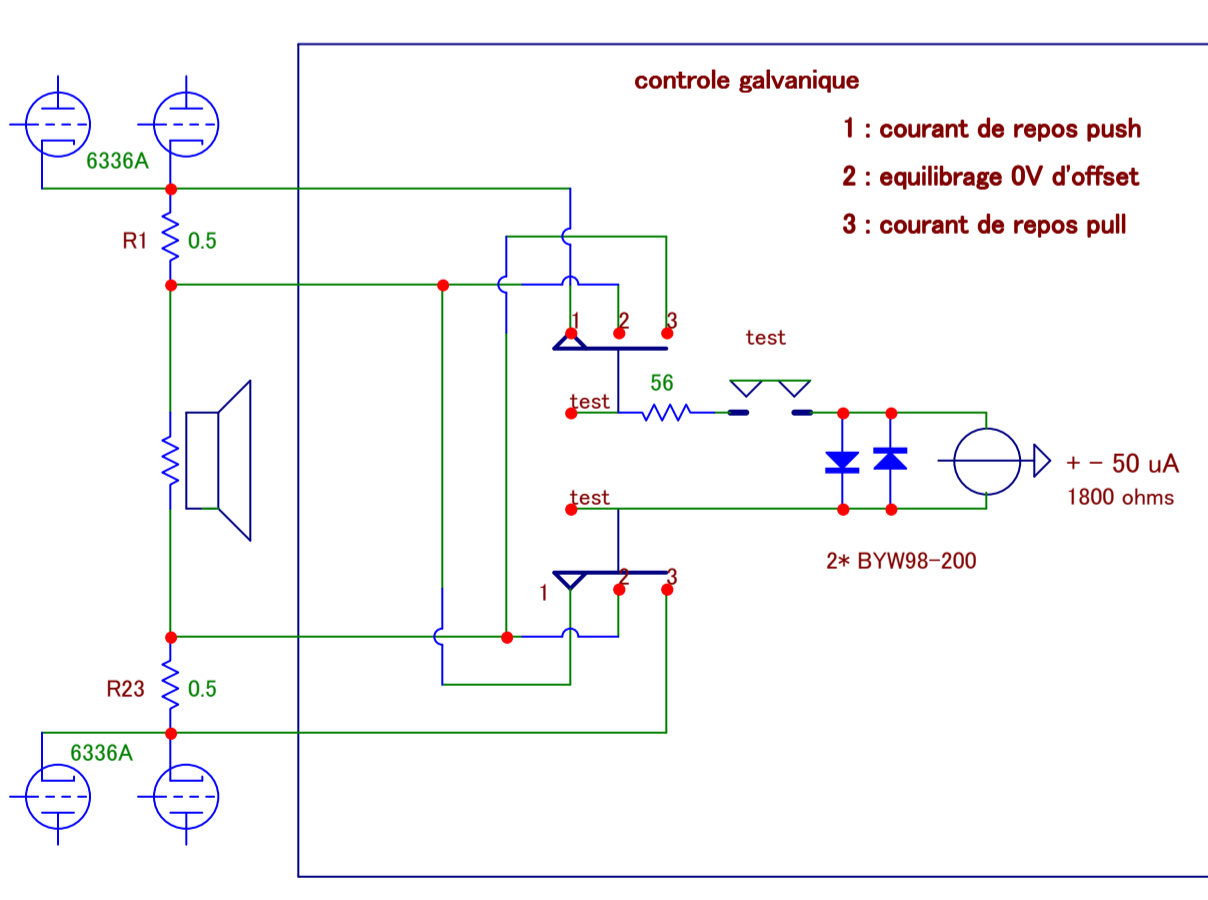 controle galvanique
1 : courant de repos push
2 : equilibrage 0V d'offset
3 : courant de repos pull
6336A
R1
0.5
1
2
3
test
56
test
+ - 50 uA
1800 ohms
test
2* BYW98-200
1
2
3
R23
0.5
6336A